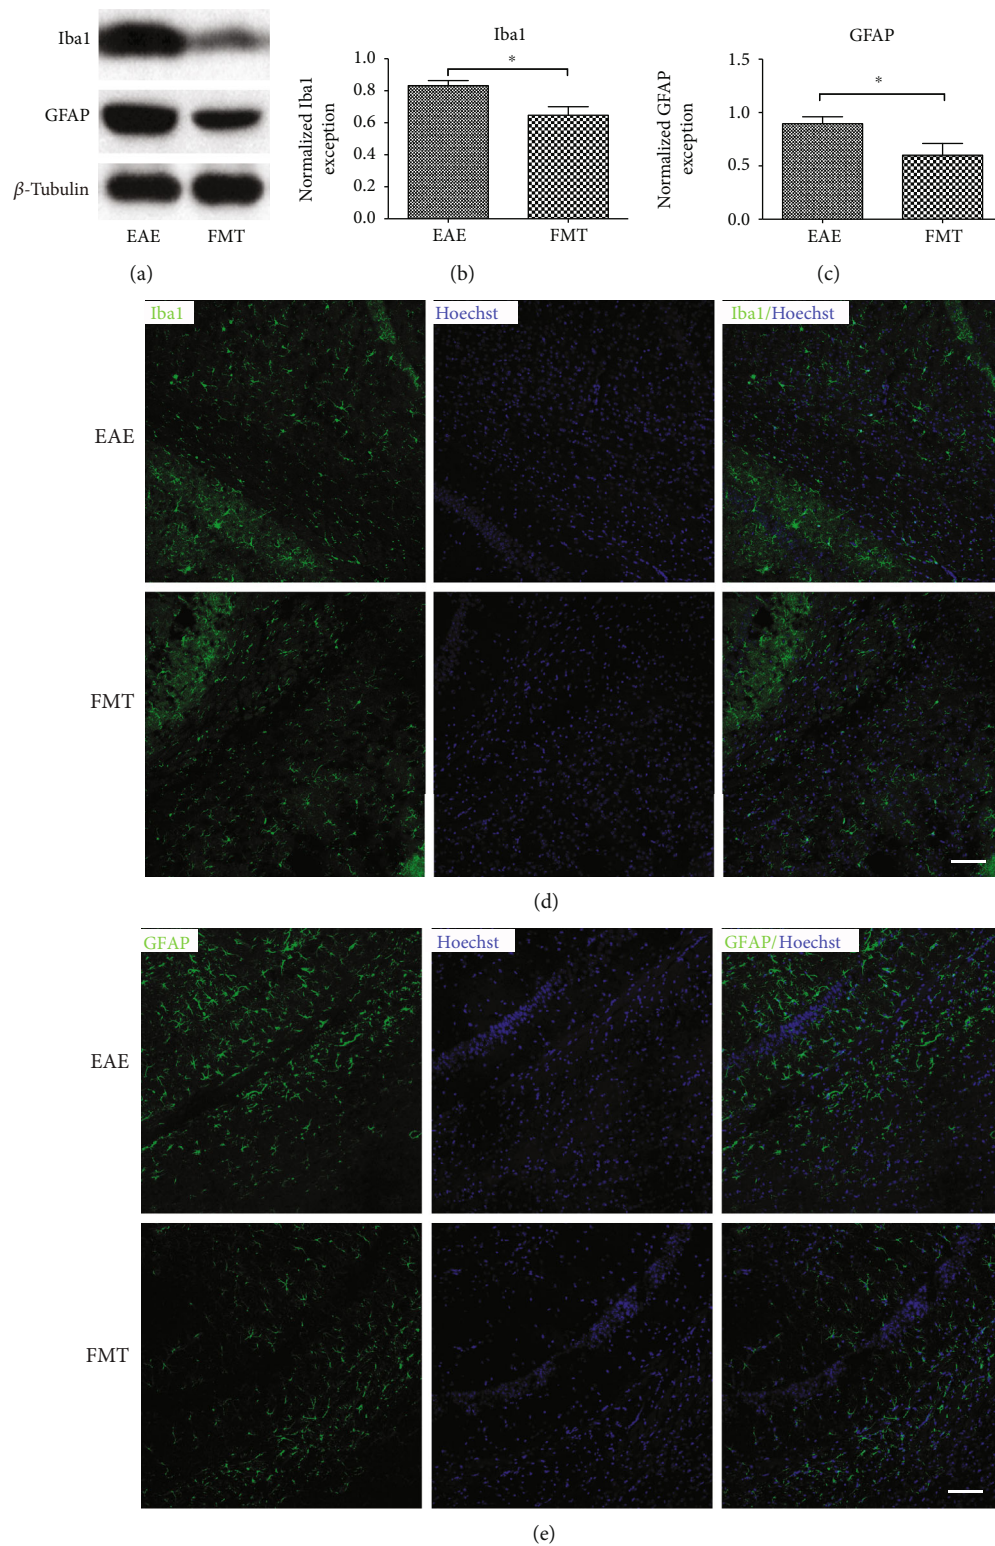 Iba1
GFAP
β-Tubulin
EAE FMT
(a)
Iba1
Normalized Iba1
exception
1.0
0.8
0.6
0.4
0.2
0.0
*
EAE FMT
(b)
GFAP
Normalized GFAP
exception
1.5
1.0
0.5
0.0
*
EAE FMT
(c)
Iba1 Hoechst Iba1/Hoechst
EAE
FMT
(d)
GFAP Hoechst GFAP/Hoechst
EAE
FMT
(e)